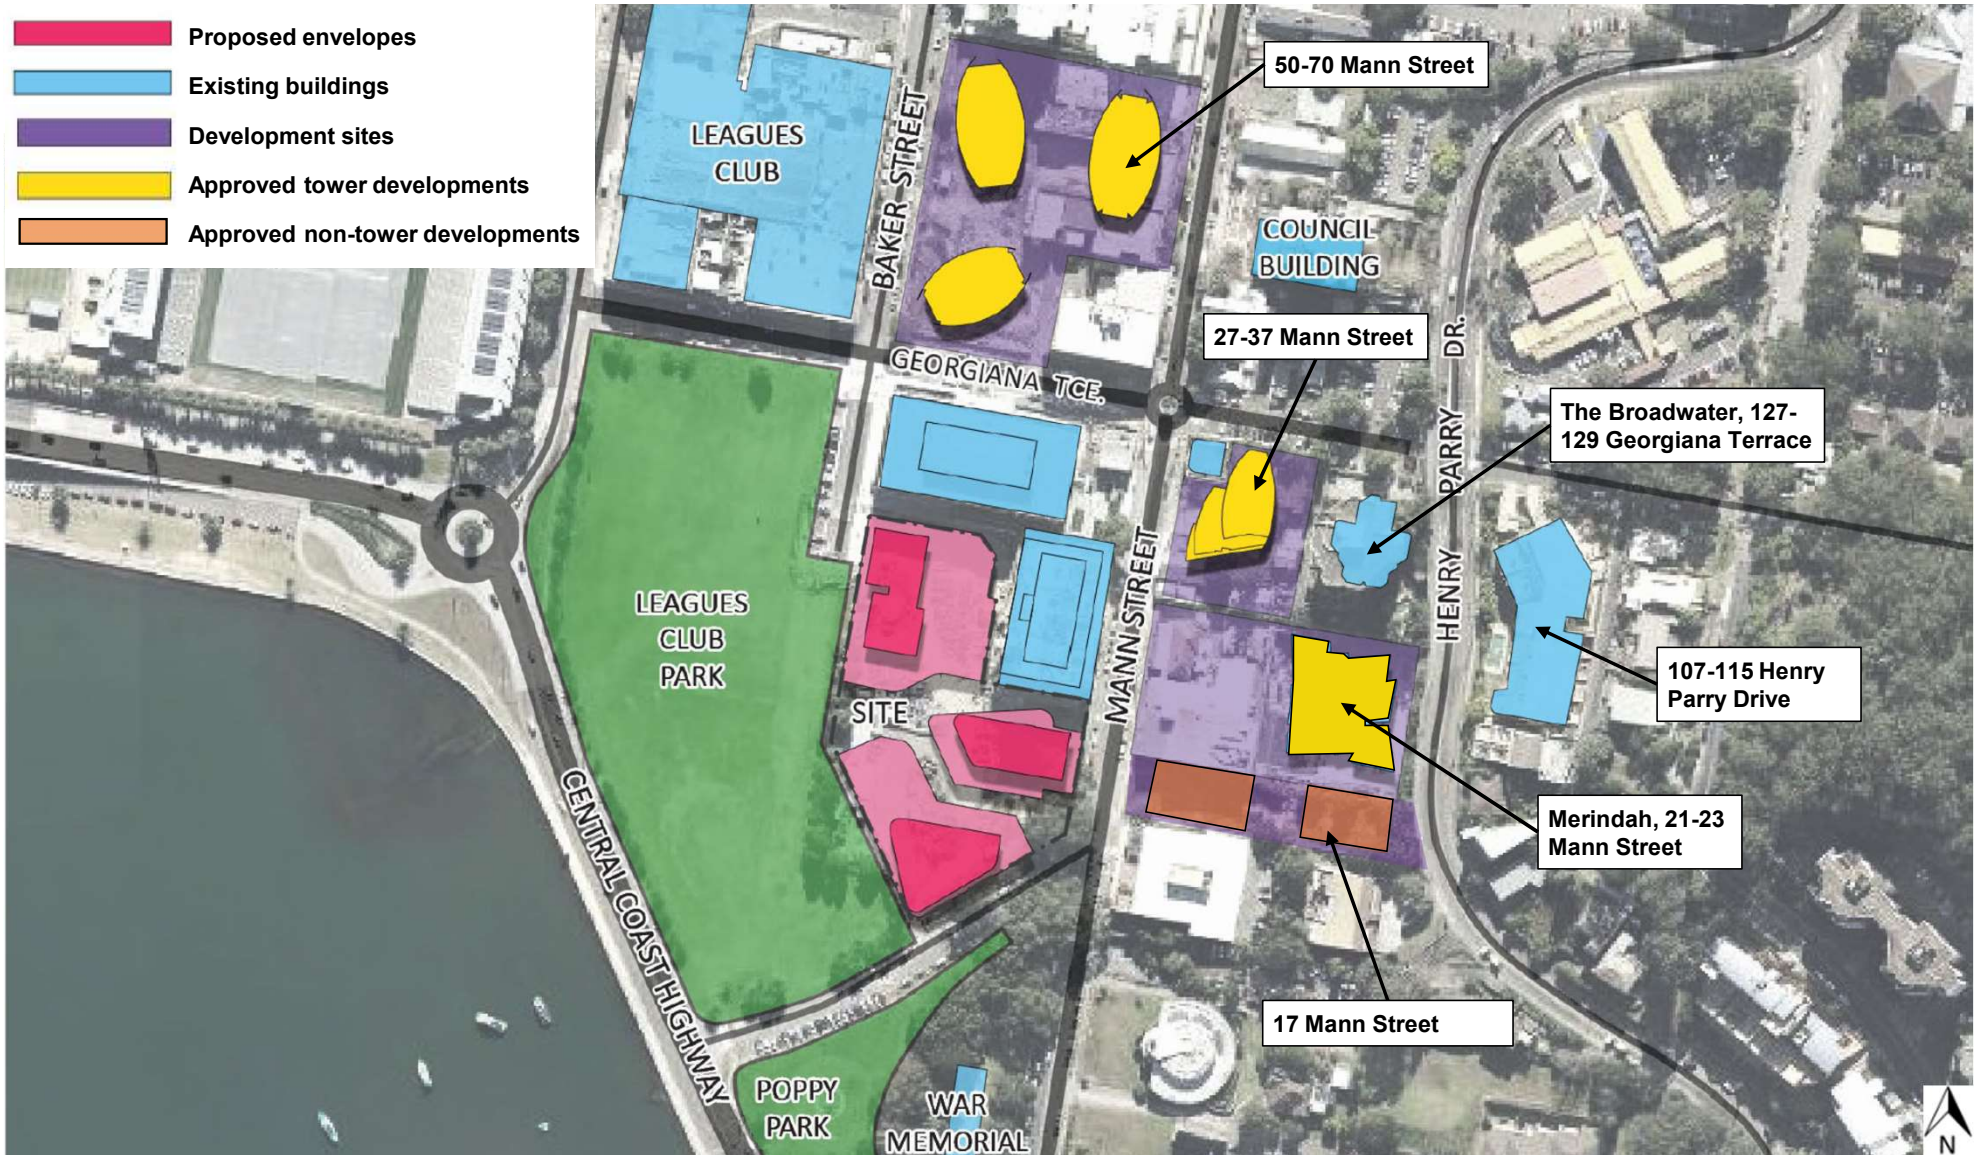 Proposed envelopes
Existing buildings
Development sites
Approved tower developments
Approved non-tower developments
LEAGUES
CLUB
BAKER STREET
50-70 Mann Street
COUNCIL
BUILDING
27-37 Mann Street
GEORGIANA TCE.
HENRY PARRY DR.
The Broadwater, 127-
129 Georgiana Terrace
MANN STREET
LEAGUES
CLUB
PARK
SITE
107-115 Henry
Parry Drive
Merindah, 21-23
Mann Street
CENTRAL COAST HIGHWAY
17 Mann Street
POPPY
PARK
WAR
MEMORIAL
N